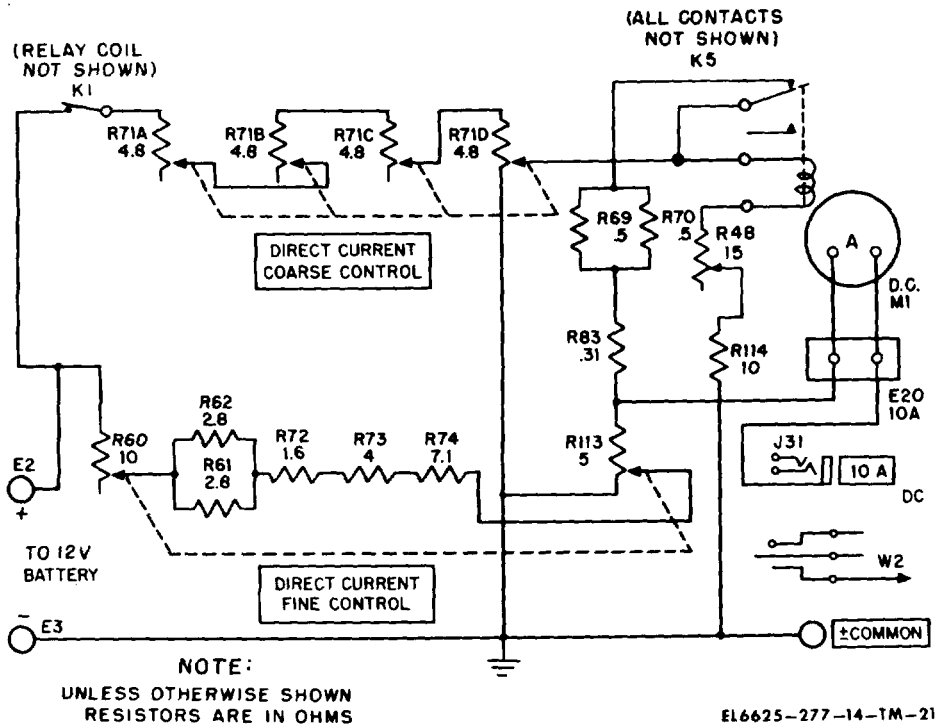 (RELAY COIL
NOT SHOWN)
K1
(ALL CONTACTS
NOT SHOWN)
K5
R71A
4.8
R71B
4.8
R71C
4.8
R71D
4.8
DIRECT CURRENT
COARSE CONTROL
R69
.5
R70
.5
R48
15
A
D.C.
M1
R83
.31
R114
10
E20
10A
R62
2.8
R60
10
R61
2.8
R72
1.6
R73
4
R74
7.1
R113
5
J31
10 A
DC
E2
+
TO 12V
BATTERY
DIRECT CURRENT
FINE CONTROL
W2
-
E3
±COMMON
NOTE:
UNLESS OTHERWISE SHOWN
RESISTORS ARE IN OHMS
EL6625-277-14-TM-21